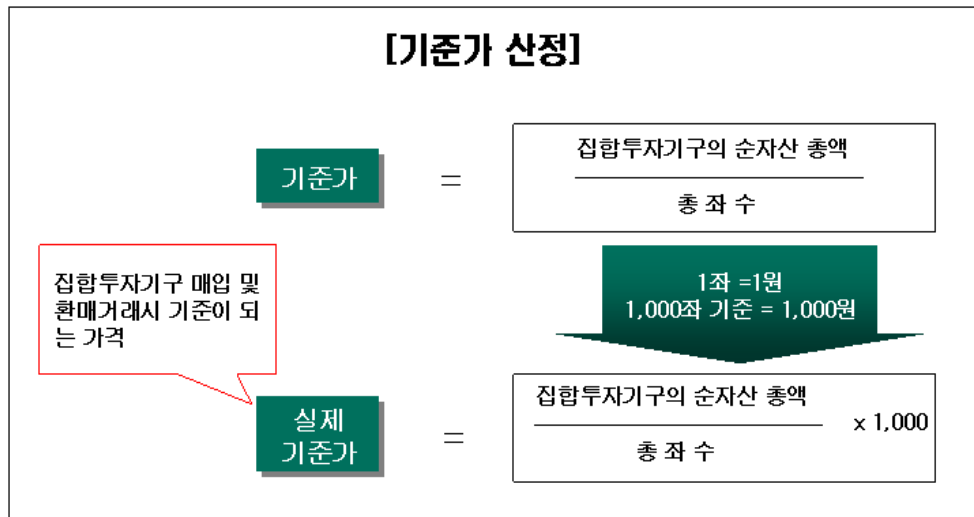 [기준가 산정]
기준가
=
집합투자기구의 순자산 총액
총 좌 수
집합투자기구 매입 및
환매거래시 기준이 되
는 가격
1좌 =1원
1,000좌 기준 = 1,000원
실제
기준가
=
집합투자기구의 순자산 총액
총 좌 수
x 1,000